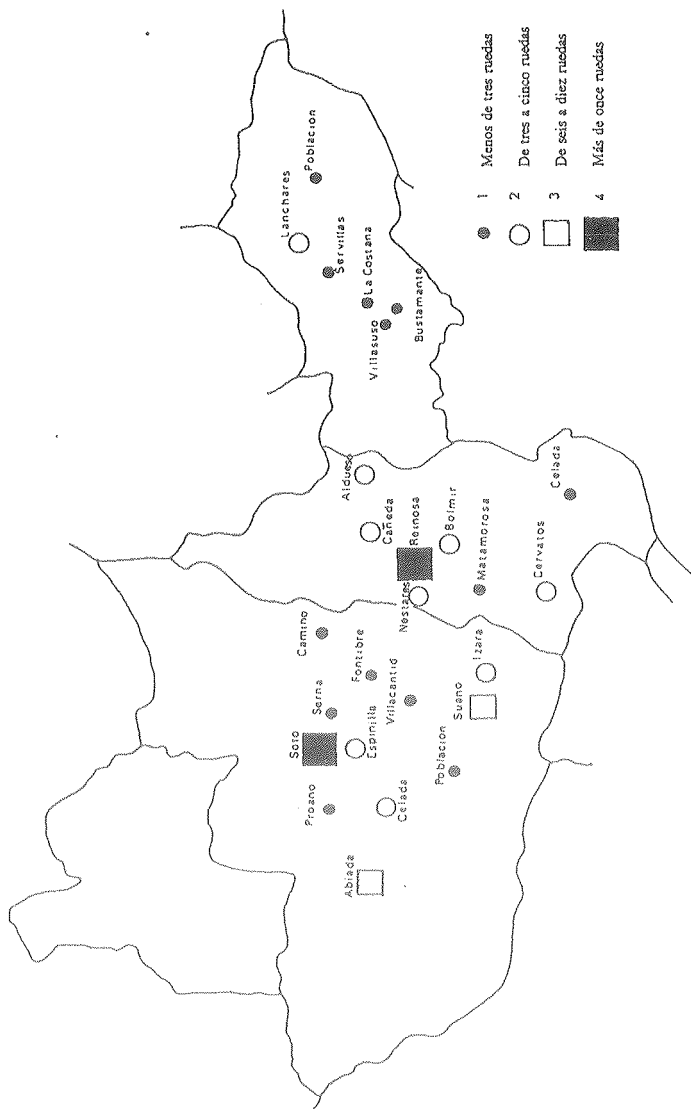 Abiada
Proano
Celada
Soto
Espinilla
Serna
Población
Villacantid
Fontibre
Camino
Suano
Izara
Nestares
Reinosa
Cañeda
Aldueso
Bolmir
Matamorosa
Cervatos
Celada
Villasuso
Bustamante
La Costana
Servillas
Lanchares
Población
1 Menos de tres ruedas
2 De tres a cinco ruedas
3 De seis a diez ruedas
4 Más de once ruedas